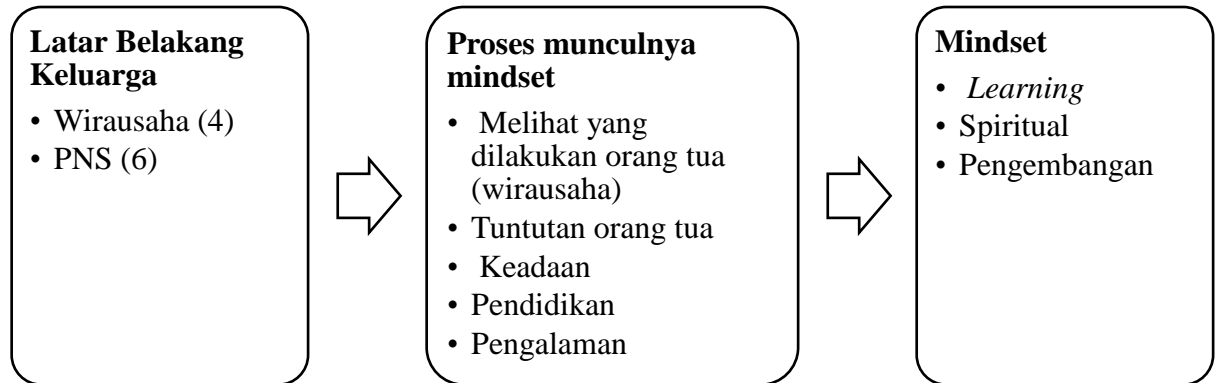 Latar Belakang
Keluarga
• Wirausaha (4)
• PNS (6)
Proses munculnya
mindset
• Melihat yang
dilakukan orang tua
(wirausaha)
• Tuntutan orang tua
• Keadaan
• Pendidikan
• Pengalaman
Mindset
• Learning
• Spiritual
• Pengembangan